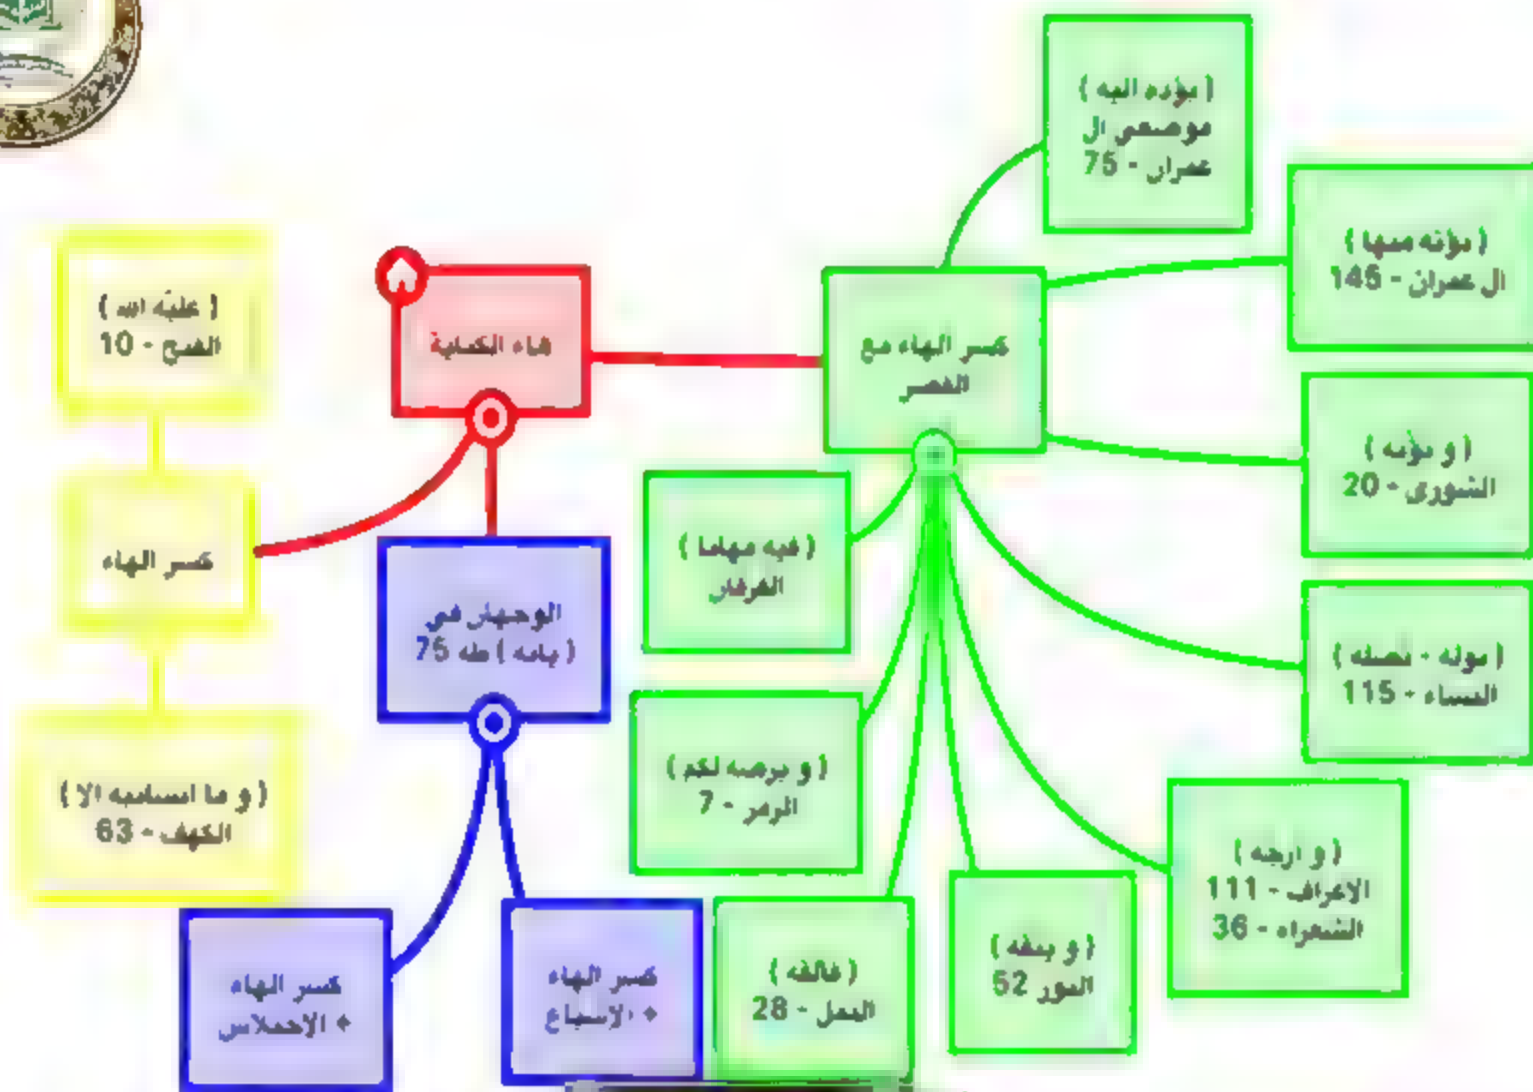 ( يؤده اليه )
موضعي ال
عمران - 75
( نؤته منها )
ال عمران - 145
( و نؤته )
الشورى - 20
( نوله - نصله )
النساء - 115
( و ارجه )
الاعراف - 111
الشعراء - 36
( و يتقه )
النور 52
( فالقه )
النمل - 28
( و يرضه لكم )
الزمر - 7
( فيه مهانا )
الفرقان
كسر الهاء مع
القصر
هاء الكناية
الوجهان في
( ياته ) طه 75
كسر الهاء
+ الاشباع
كسر الهاء
+ الاختلاس
( عليه الله )
الفتح - 10
كسر الهاء
( و ما انسانيه الا )
الكهف - 63